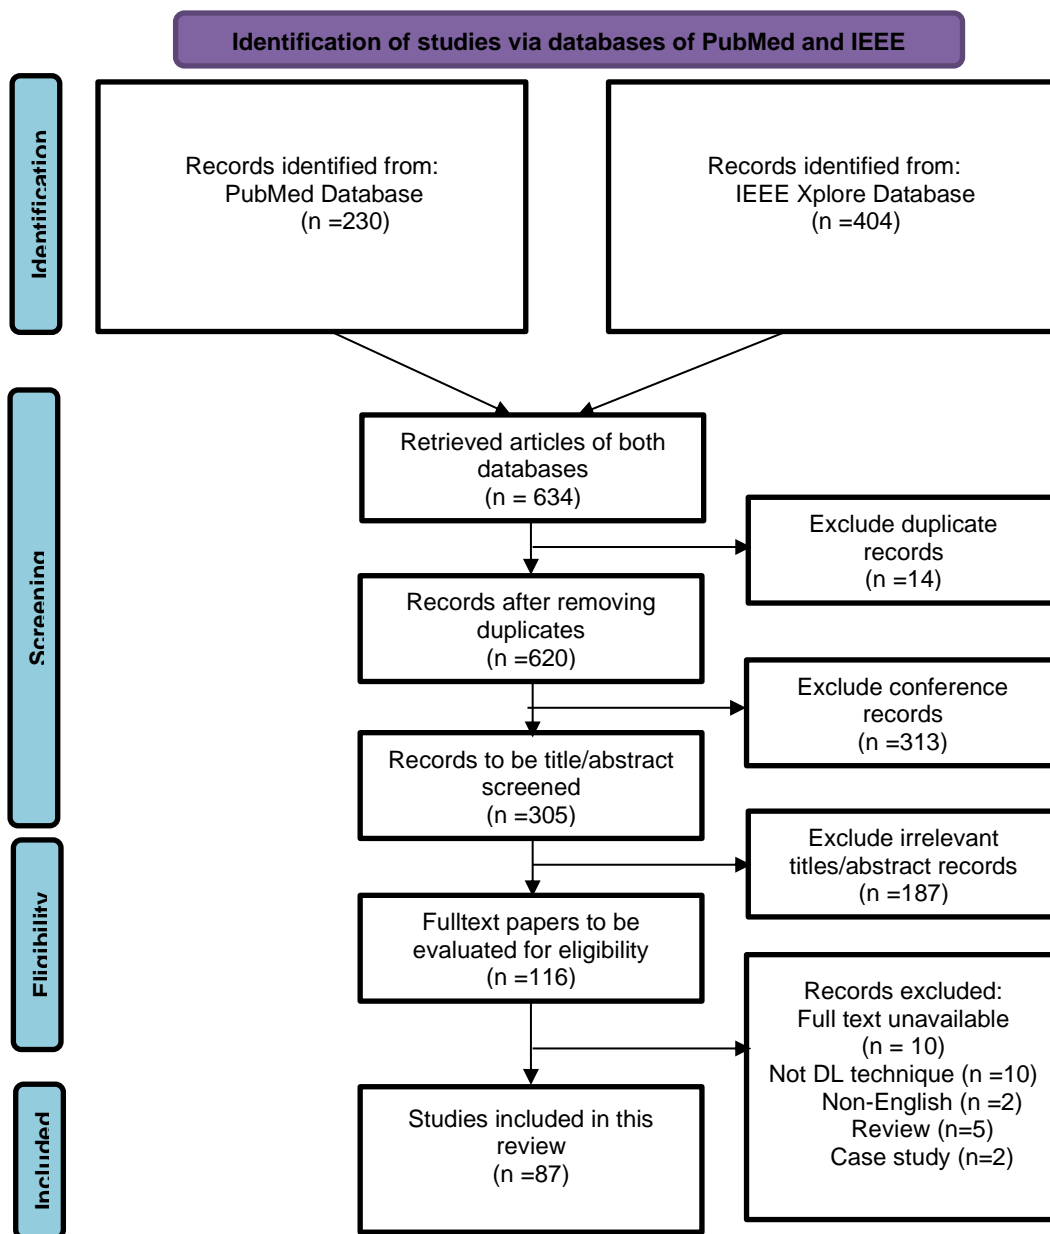 Identification of studies via databases of PubMed and IEEE
Identification
Records identified from:
PubMed Database
(n =230)
Records identified from:
IEEE Xplore Database
(n =404)
Screening
Retrieved articles of both
databases
(n = 634)
Exclude duplicate
records
(n =14)
Records after removing
duplicates
(n =620)
Exclude conference
records
(n =313)
Records to be title/abstract
screened
(n =305)
Exclude irrelevant
titles/abstract records
(n =187)
Eligibility
Fulltext papers to be
evaluated for eligibility
(n =116)
Records excluded:
Full text unavailable
(n = 10)
Not DL technique (n =10)
Non-English (n =2)
Review (n=5)
Case study (n=2)
Included
Studies included in this
review
(n =87)